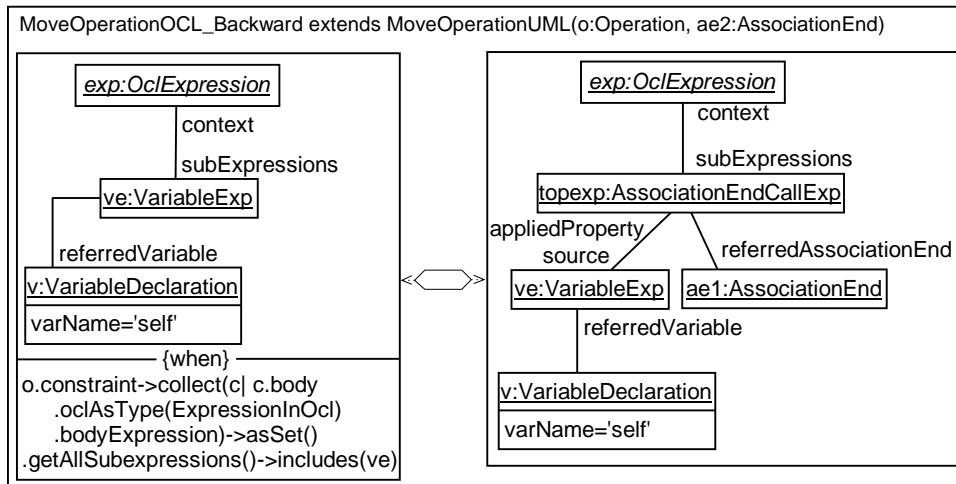 MoveOperationOCL_Backward extends MoveOperationUML(o:Operation, ae2:AssociationEnd)
exp:OclExpression
context
subExpressions
ve:VariableExp
referredVariable
v:VariableDeclaration
varName='self'
{when}
o.constraint->collect(c| c.body
.oclAsType(ExpressionInOcl)
.bodyExpression)->asSet()
.getAllSubexpressions()->includes(ve)
exp:OclExpression
context
subExpressions
topexp:AssociationEndCallExp
appliedProperty
source
referredAssociationEnd
ve:VariableExp
ae1:AssociationEnd
referredVariable
v:VariableDeclaration
varName='self'